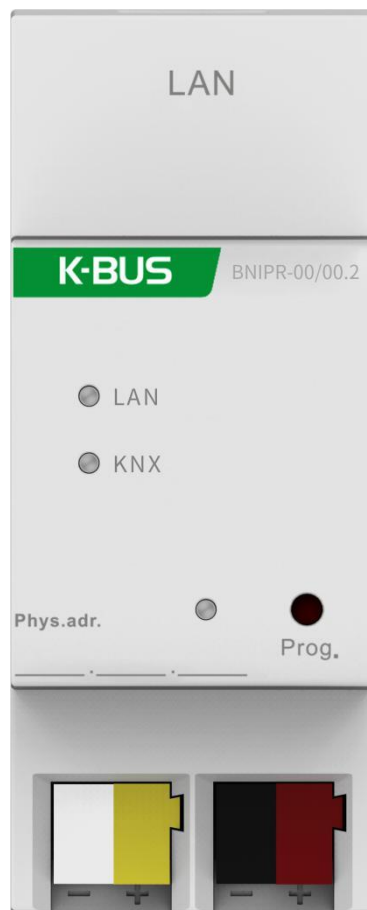 LAN
K-BUS BNIPR-00/00.2
LAN
KNX
Phys.adr.
Prog.
— + — +